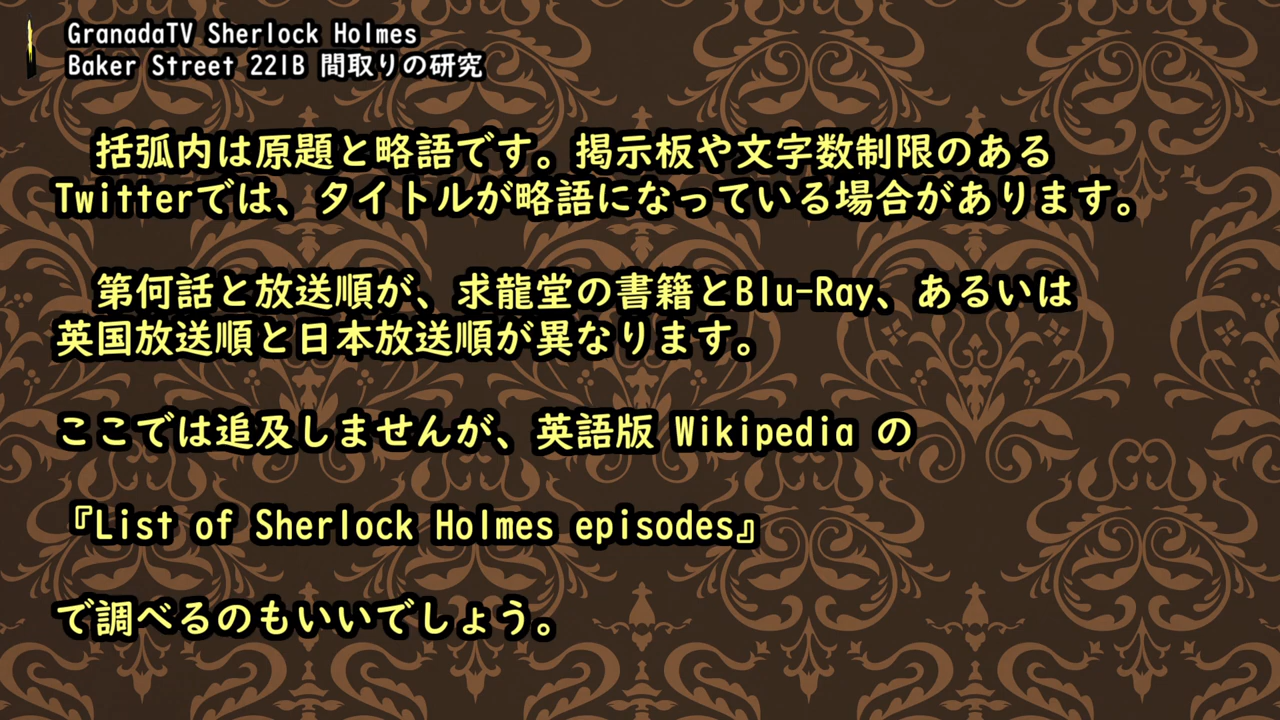 GranadaTV Sherlock Holmes
Baker Street 221B 間取りの研究
括弧内は原題と略語です。掲示板や文字数制限のある
Twitterでは、タイトルが略語になっている場合があります。
第何話と放送順が、求龍堂の書籍とBlu-Ray、あるいは
英国放送順と日本放送順が異なります。
ここでは追及しませんが、英語版 Wikipedia の
『List of Sherlock Holmes episodes』
で調べるのもいいでしょう。